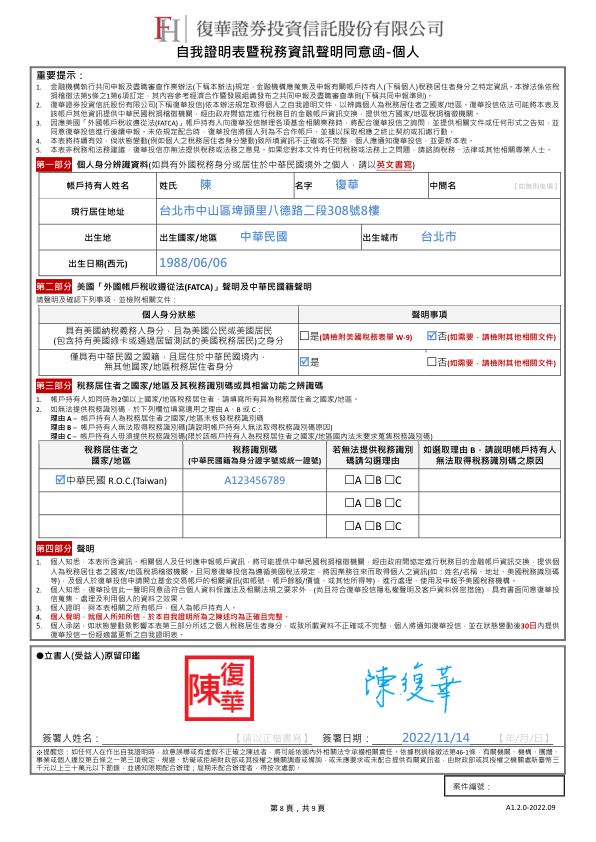 FH 復華證券投資信託股份有限公司
自我證明表暨稅務資訊聲明同意函-個人
重要提示：
1. 金融機構執行共同申報及盡職審查作業辦法(下稱本辦法)規定，金融機構應蒐集及申報有關帳戶持有人(下稱個人)稅務居住者身分之特定資訊。本辦法係依稅
捐稽徵法第5條之1第6項訂定，其內容參考經濟合作暨發展組織發布之共同申報及盡職審查準則(下稱共同申報準則)。
2. 復華證券投資信託股份有限公司(下稱復華投信)依本辦法規定取得個人之自我證明文件，以辨識個人為稅務居住者之國家/地區。復華投信依法可能將本表及
該帳戶其他資訊提供中華民國稅捐稽徵機關，經由政府間協定進行稅務目的金融帳戶資訊交換，提供他方國家/地區稅捐稽徵機關。
3. 因應美國「外國帳戶稅收遵從法(FATCA)」，帳戶持有人向復華投信辦理各項基金相關業務時，將配合復華投信之詢問，並提供相關文件或任何形式之告知，並
同意復華投信進行後續申報。未依規定配合時，復華投信將個人列為不合作帳戶，並據以採取相應之終止契約或扣繳行動。
4. 本表將持續有效，倘狀態變動(例如個人之稅務居住者身分變動)致所填資訊不正確或不完整，個人應通知復華投信，並更新本表。
5. 本表非稅務和法務建議，復華投信亦無法提供稅務或法務之意見。如果您對本文件有任何稅務或法務上之問題，請諮詢稅務、法律或其他相關專業人士。
第一部分 個人身分辨識資料(如具有外國稅務身分或居住於中華民國境外之個人，請以英文書寫)
帳戶持有人姓名 姓氏 陳 名字 復華 中間名 【如無則免填】
現行居住地址 台北市中山區埤頭里八德路二段308號8樓
出生地 出生國家/地區 中華民國 出生城市 台北市
出生日期(西元) 1988/06/06
第二部分 美國「外國帳戶稅收遵從法(FATCA)」聲明及中華民國籍聲明
請聲明及確認下列事項，並檢附相關文件：
個人身分狀態 聲明事項
具有美國納稅義務人身分，且為美國公民或美國居民
(包含持有美國綠卡或通過居留測試的美國稅務居民)之身分
☐是(請檢附美國稅務表單 W-9) ☑否(如需要，請檢附其他相關文件)
僅具有中華民國之國籍，且居住於中華民國境內，
無其他國家/地區稅務居住者身分
☑是 ☐否(如需要，請檢附其他相關文件)
第三部分 稅務居住者之國家/地區及其稅務識別碼或具相當功能之辨識碼
1. 帳戶持有人如同時為2個以上國家/地區稅務居住者，請填寫所有其為稅務居住者之國家/地區。
2. 如無法提供稅務識別碼，於下列欄位填寫適用之理由 A、B 或 C：
理由 A – 帳戶持有人為稅務居住者之國家/地區未核發稅務識別碼
理由 B – 帳戶持有人無法取得稅務識別碼(請說明帳戶持有人無法取得稅務識別碼原因)
理由 C – 帳戶持有人毋須提供稅務識別碼(限於該帳戶持有人為稅務居住者之國家/地區國內法未要求蒐集稅務識別碼)
稅務居住者之
國家/地區
稅務識別碼
(中華民國籍為身分證字號或統一證號)
若無法提供稅務識別
碼請勾選理由
如選取理由 B，請說明帳戶持有人
無法取得稅務識別碼之原因
☑中華民國 R.O.C(Taiwan) A123456789 ☐A ☐B ☐C
☐A ☐B ☐C
☐A ☐B ☐C
第四部分 聲明
1. 個人知悉，本表所含資訊、相關個人及任何應申報帳戶資訊，將可能提供中華民國稅捐稽徵機關，經由政府間協定進行稅務目的金融帳戶資訊交換，提供個
人為稅務居住者之國家/地區稅捐稽徵機關。且同意復華投信為遵循美國稅法規定，將因業務往來而取得個人之資訊(如：姓名/名稱、地址、美國稅務識別碼
等)，及個人於復華投信申請開立基金交易帳戶的相關資訊(如帳號、帳戶餘額/價值、或其他所得等)，進行處理、使用及申報予美國稅務機關。
2. 個人知悉，復華投信此一聲明同意函符合個人資料保護法及相關法規之要求外，(尚且符合復華投信隱私權聲明及客戶資料保密措施)，具有書面同意復華投
信蒐集、處理及利用個人的資料之效果。
3. 個人證明，與本表相關之所有帳戶，個人為帳戶持有人。
4. 個人聲明，就個人所知所信，於本自我證明所為之陳述均為正確且完整。
5. 個人承諾，如狀態變動致影響本表第三部分所述之個人稅務居住者身分，或致所載資料不正確或不完整，個人將通知復華投信，並在狀態變動後30日內提供
復華投信一份經適當更新之自我證明表。
●立書人(受益人)原留印鑑
陳復華
陳復華
簽署人姓名： 【請以正楷書寫】 簽署日期： 2022/11/14 【年/月/日】
※提醒您：如任何人在作出自我證明時，故意誤導或有虛假不正確之陳述者，將可能依國內外相關法令承擔相關責任。依據稅捐稽徵法第46-1條，有關機關、機構、團體、
事業或個人違反第五條之一第三項規定，規避、妨礙或拒絕財政部或其授權之機關調查或備詢，或未應要求或未配合提供有關資訊者，由財政部或其授權之機關處新臺幣三
千元以上三十萬元以下罰鍰，並通知限期配合辦理；屆期未配合辦理者，得按次處罰。
案件編號：
第 8 頁，共 9 頁
A1.2.0-2022.09